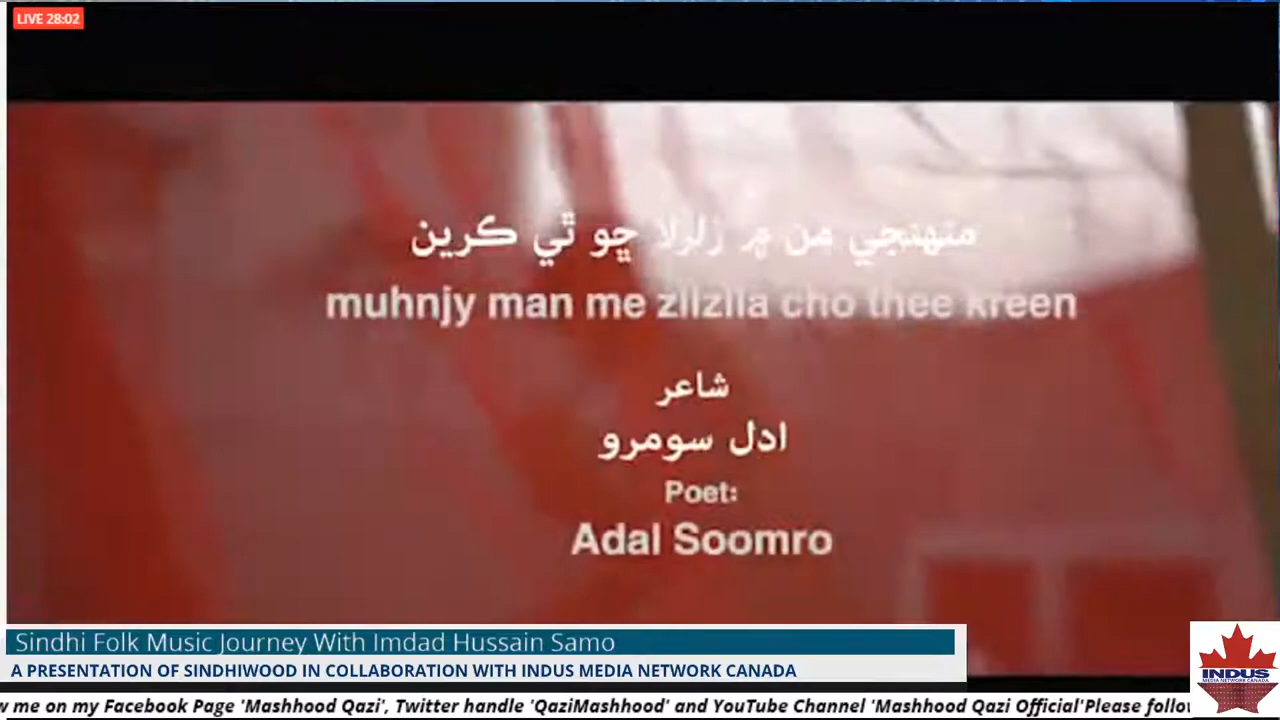 LIVE 28:02
منهنجي من ۾ زلزلا ڇو ٿي ڪرين
muhnjy man me zilzila cho thee kreen
شاعر
ادل سومرو
Poet:
Adal Soomro
Sindhi Folk Music Journey With Imdad Hussain Samo
A PRESENTATION OF SINDHIWOOD IN COLLABORATION WITH INDUS MEDIA NETWORK CANADA
INDUS
MEDIA NETWORK CANADA
w me on my Facebook Page 'Mashhood Qazi', Twitter handle 'QaziMashhood' and YouTube Channel 'Mashhood Qazi Official'Please follo